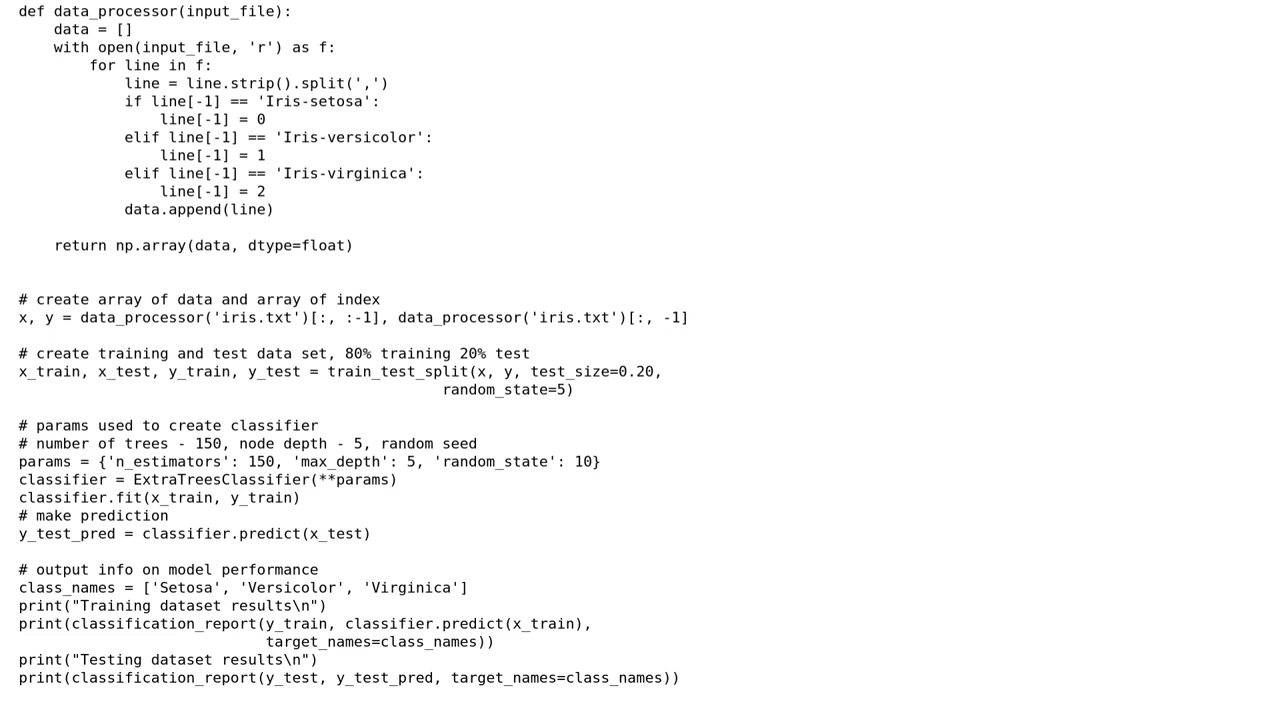 def data_processor(input_file):
    data = []
    with open(input_file, 'r') as f:
        for line in f:
            line = line.strip().split(',')
            if line[-1] == 'Iris-setosa':
                line[-1] = 0
            elif line[-1] == 'Iris-versicolor':
                line[-1] = 1
            elif line[-1] == 'Iris-virginica':
                line[-1] = 2
            data.append(line)

    return np.array(data, dtype=float)


# create array of data and array of index
x, y = data_processor('iris.txt')[:, :-1], data_processor('iris.txt')[:, -1]

# create training and test data set, 80% training 20% test
x_train, x_test, y_train, y_test = train_test_split(x, y, test_size=0.20,
                                                random_state=5)

# params used to create classifier
# number of trees - 150, node depth - 5, random seed
params = {'n_estimators': 150, 'max_depth': 5, 'random_state': 10}
classifier = ExtraTreesClassifier(**params)
classifier.fit(x_train, y_train)
# make prediction
y_test_pred = classifier.predict(x_test)

# output info on model performance
class_names = ['Setosa', 'Versicolor', 'Virginica']
print("Training dataset results\n")
print(classification_report(y_train, classifier.predict(x_train),
                            target_names=class_names))
print("Testing dataset results\n")
print(classification_report(y_test, y_test_pred, target_names=class_names))